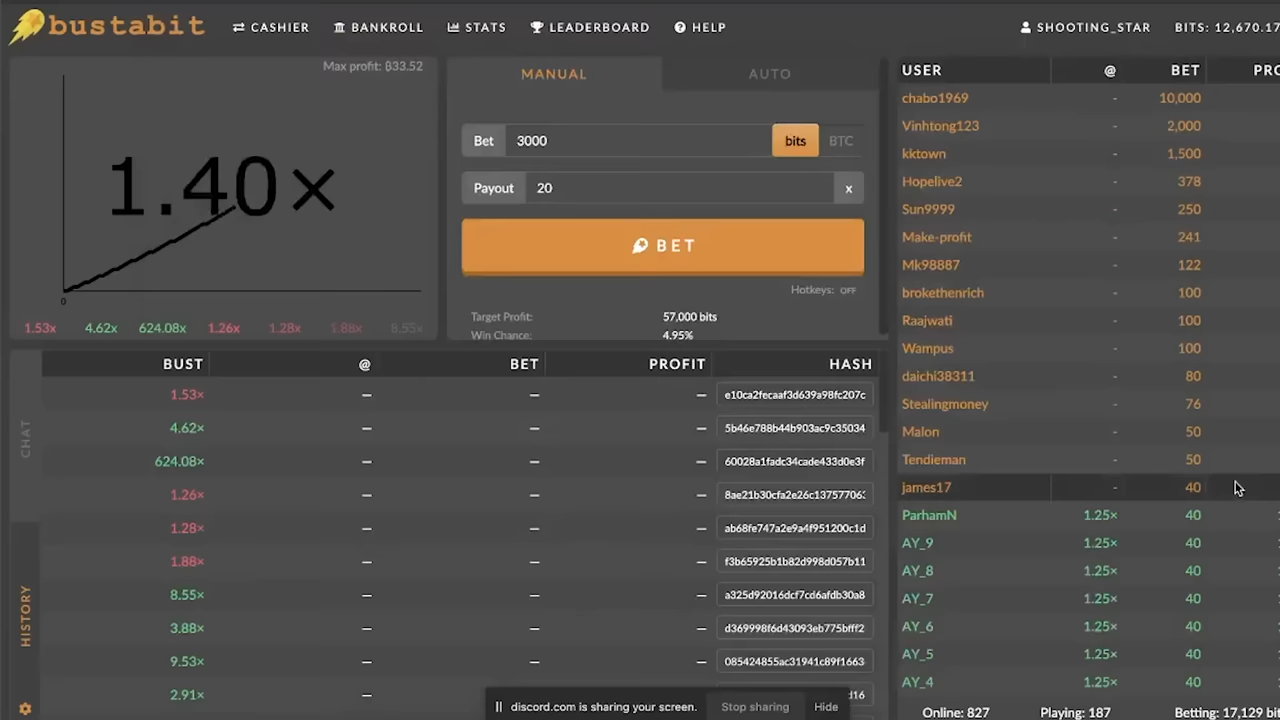 bustabit
CASHIER BANKROLL STATS LEADERBOARD HELP SHOOTING_STAR BITS: 12,670.17
Max profit: ₿33.52
1.40×
0
1.53x 4.62x 624.08x 1.26x 1.28x 1.88x 8.55x
MANUAL AUTO
Bet 3000 bits BTC
Payout 20 x
BET
Hotkeys: OFF
Target Profit: 57,000 bits
Win Chance: 4.95%
CHAT
HISTORY
BUST @ BET PROFIT HASH
1.53× – – – e10ca2fecaaf3d639a98fc207c
4.62× – – – 5b46e788b44b903ac9c35034
624.08× – – – 60028a1fadc34cade433d0e3f
1.26× – – – 8ae21b30cfa2e26c13757706
1.28× – – – ab68fe747a2e9a4f951200c1d
1.88× – – – f3b65925b1b82d998d057b11
8.55× – – – a325d92016dcf7cd6afdb30a8
3.88× – – – d369998f6d43093eb775bfff2
9.53× – – – 085424855ac31941c89f1663
2.91× – d16
discord.com is sharing your screen. Stop sharing Hide
USER @ BET PRO
chabo1969 - 10,000
Vinhtong123 - 2,000
kktown - 1,500
Hopelive2 - 378
Sun9999 - 250
Make-profit - 241
Mk98887 - 122
brokethenrich - 100
Raajwati - 100
Wampus - 100
daichi38311 - 80
Stealingmoney - 76
Malon - 50
Tendieman - 50
james17 - 40
ParhamN 1.25× 40
AY_9 1.25× 40
AY_8 1.25× 40
AY_7 1.25× 40
AY_6 1.25× 40
AY_5 1.25× 40
AY_4 1.25× 40
Online: 827 Playing: 187 Betting: 17,129 bit